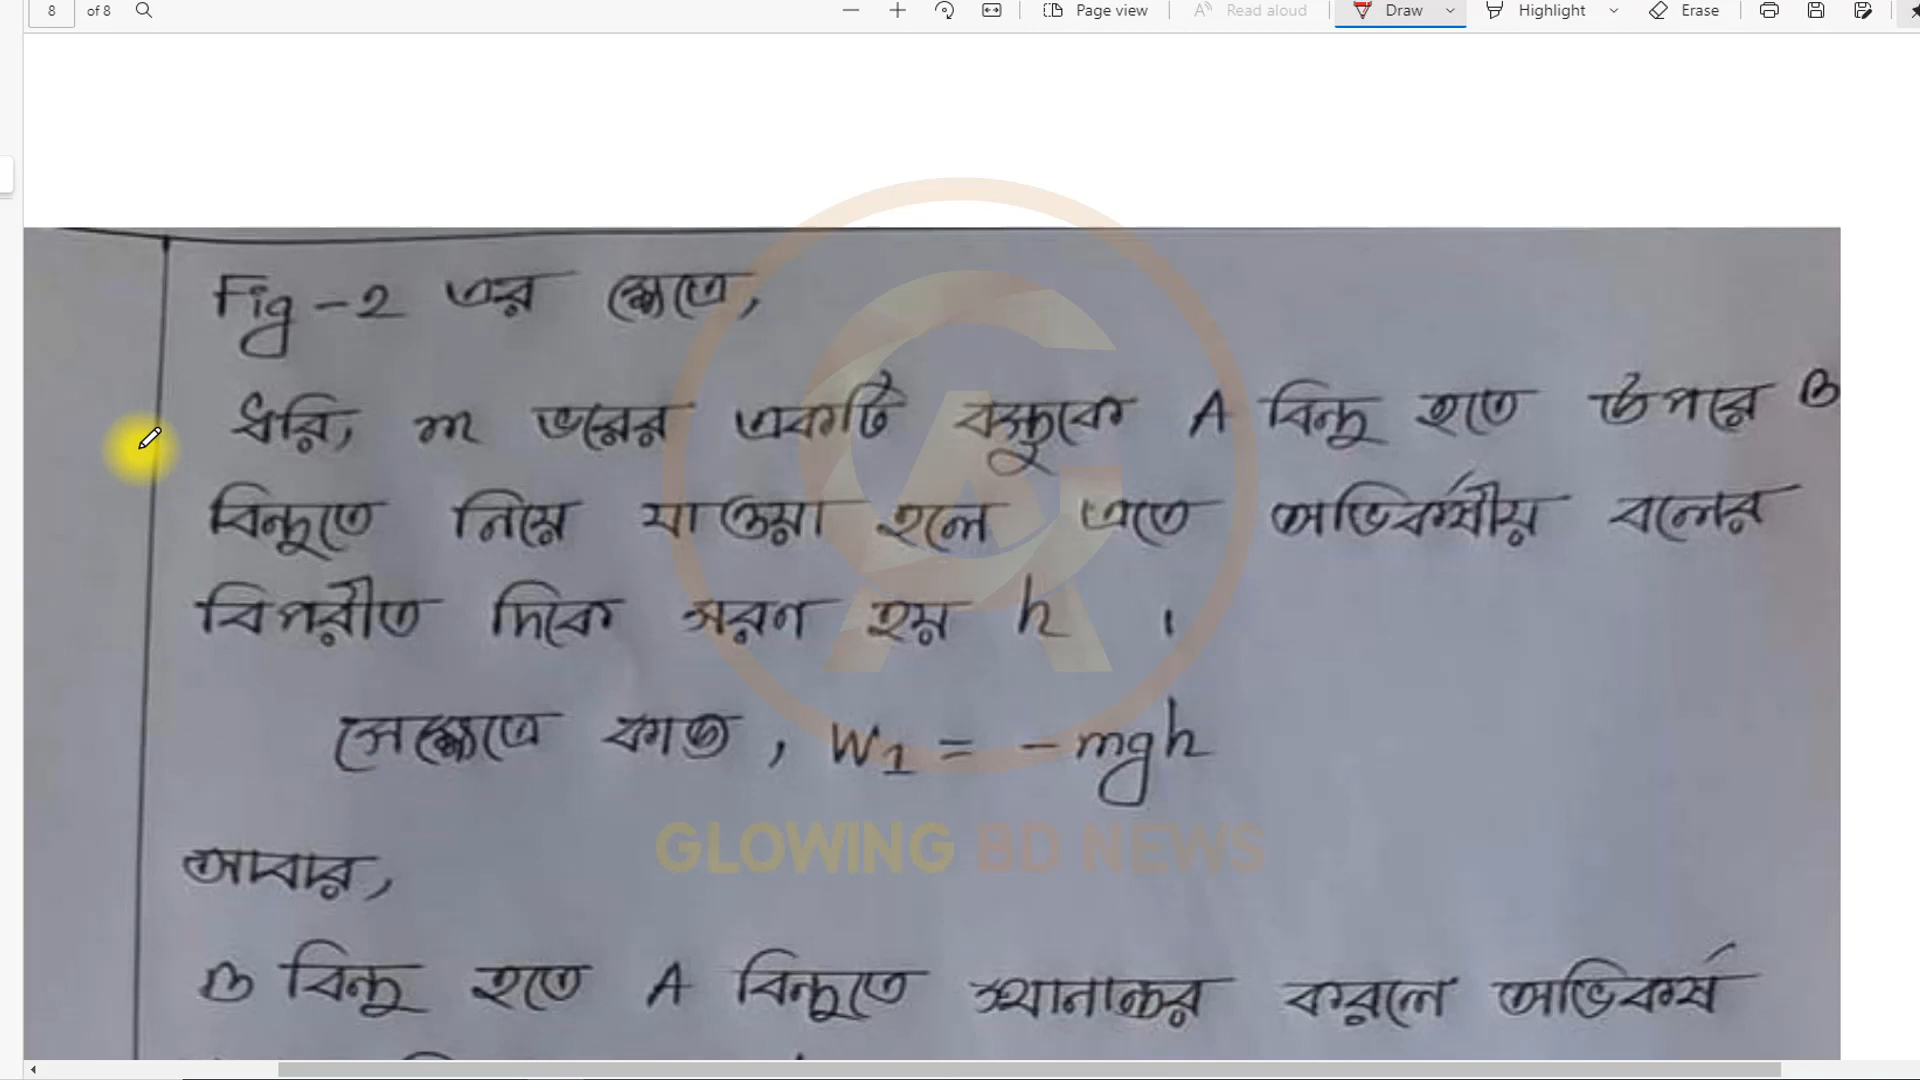 8 of 8 Page view Read aloud Draw Highlight Erase
Fig-2 এর ক্ষেত্রে,
ধরি, m ভরের একটি বস্তুকে A বিন্দু হতে উপরে B
বিন্দুতে নিয়ে যাওয়া হলে এতে অভিকর্ষীয় বলের
বিপরীত দিকে সরণ হয় h ।
সেক্ষেত্রে কাজ, W1 = -mgh
GLOWING BD NEWS
আবার,
B বিন্দু হতে A বিন্দুতে স্থানান্তর করলে অভিকর্ষ